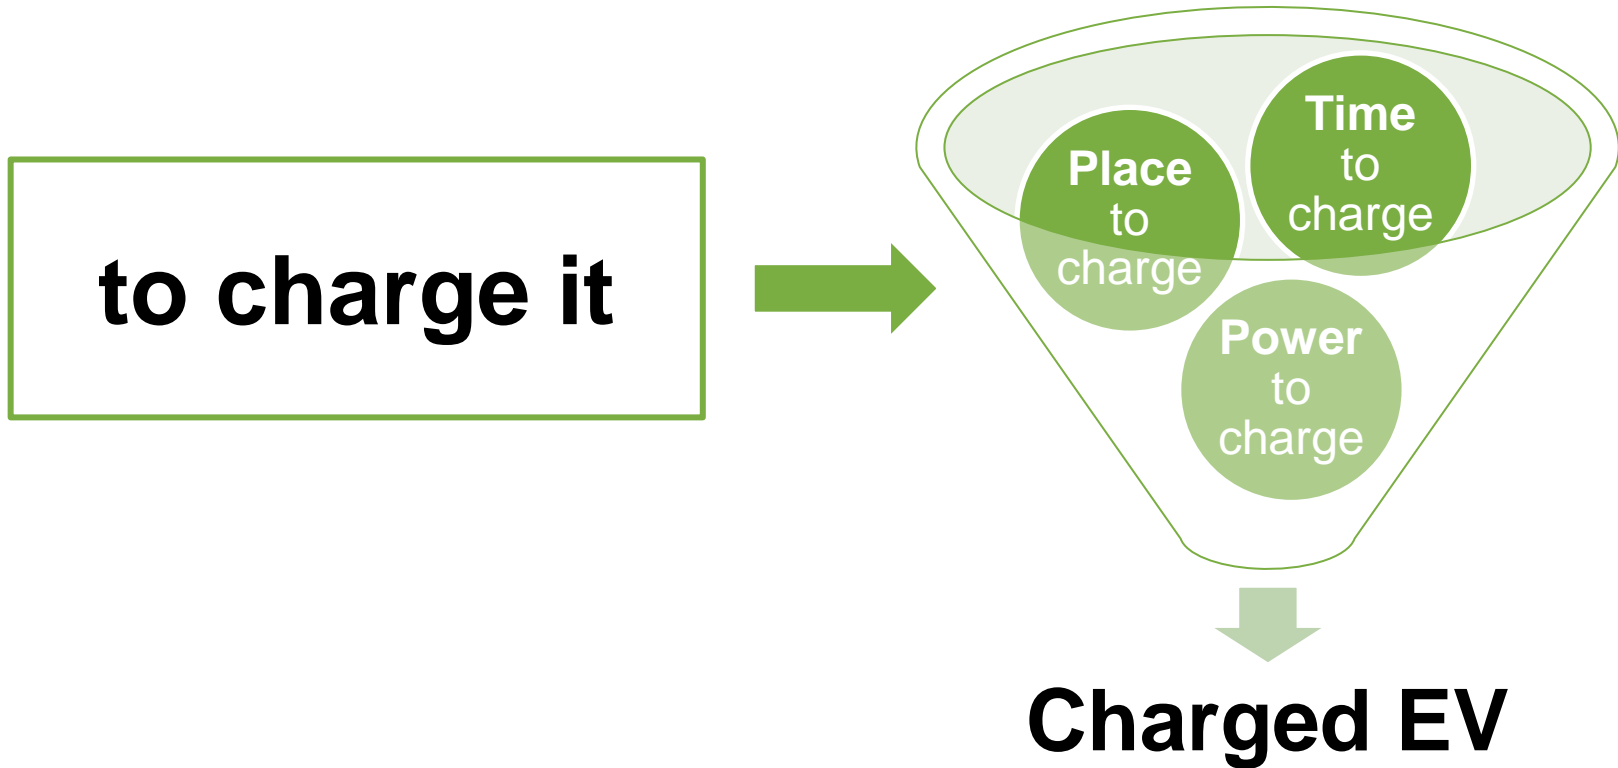 to charge it
Place
to
charge
Time
to
charge
Power
to
charge
Charged EV